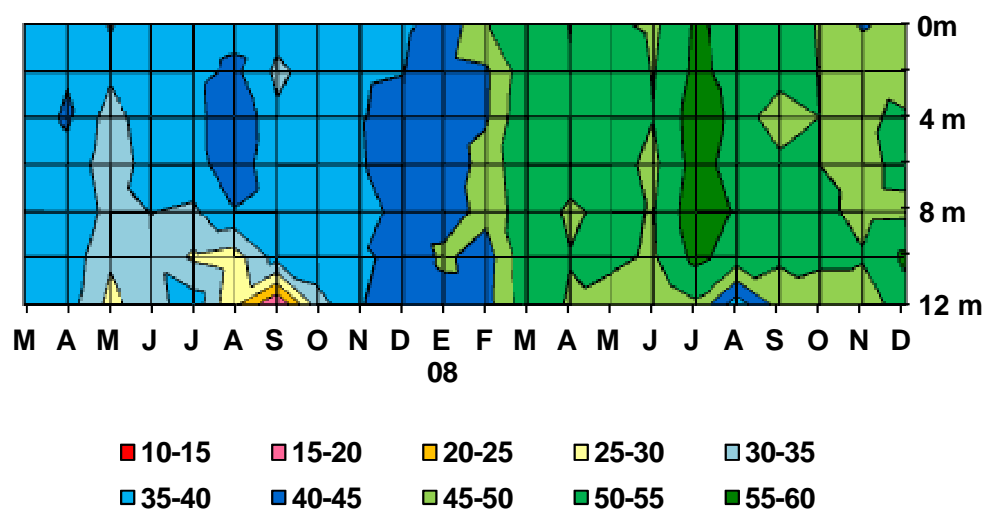 0m
4 m
8 m
12 m
M A M J J A S O N D E F M A M J J A S O N D
08
10-15 15-20 20-25 25-30 30-35
35-40 40-45 45-50 50-55 55-60